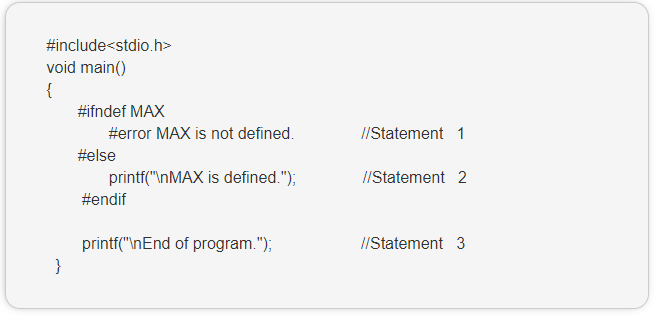 #include<stdio.h>
void main()
{
#ifndef MAX
#error MAX is not defined. //Statement 1
#else
printf("\nMAX is defined."); //Statement 2
#endif
printf("\nEnd of program."); //Statement 3
}